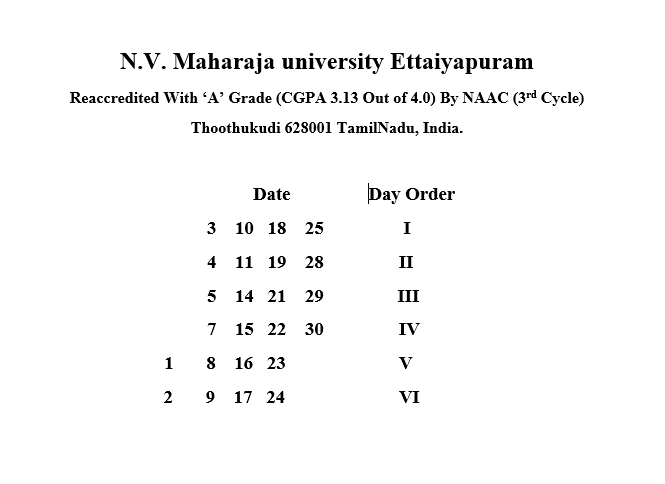 N.V. Maharaja university Ettaiyapuram
Reaccredited With ‘A’ Grade (CGPA 3.13 Out of 4.0) By NAAC (3rd Cycle)
Thoothukudi 628001 TamilNadu, India.
Date Day Order
3 10 18 25 I
4 11 19 28 II
5 14 21 29 III
7 15 22 30 IV
1 8 16 23 V
2 9 17 24 VI